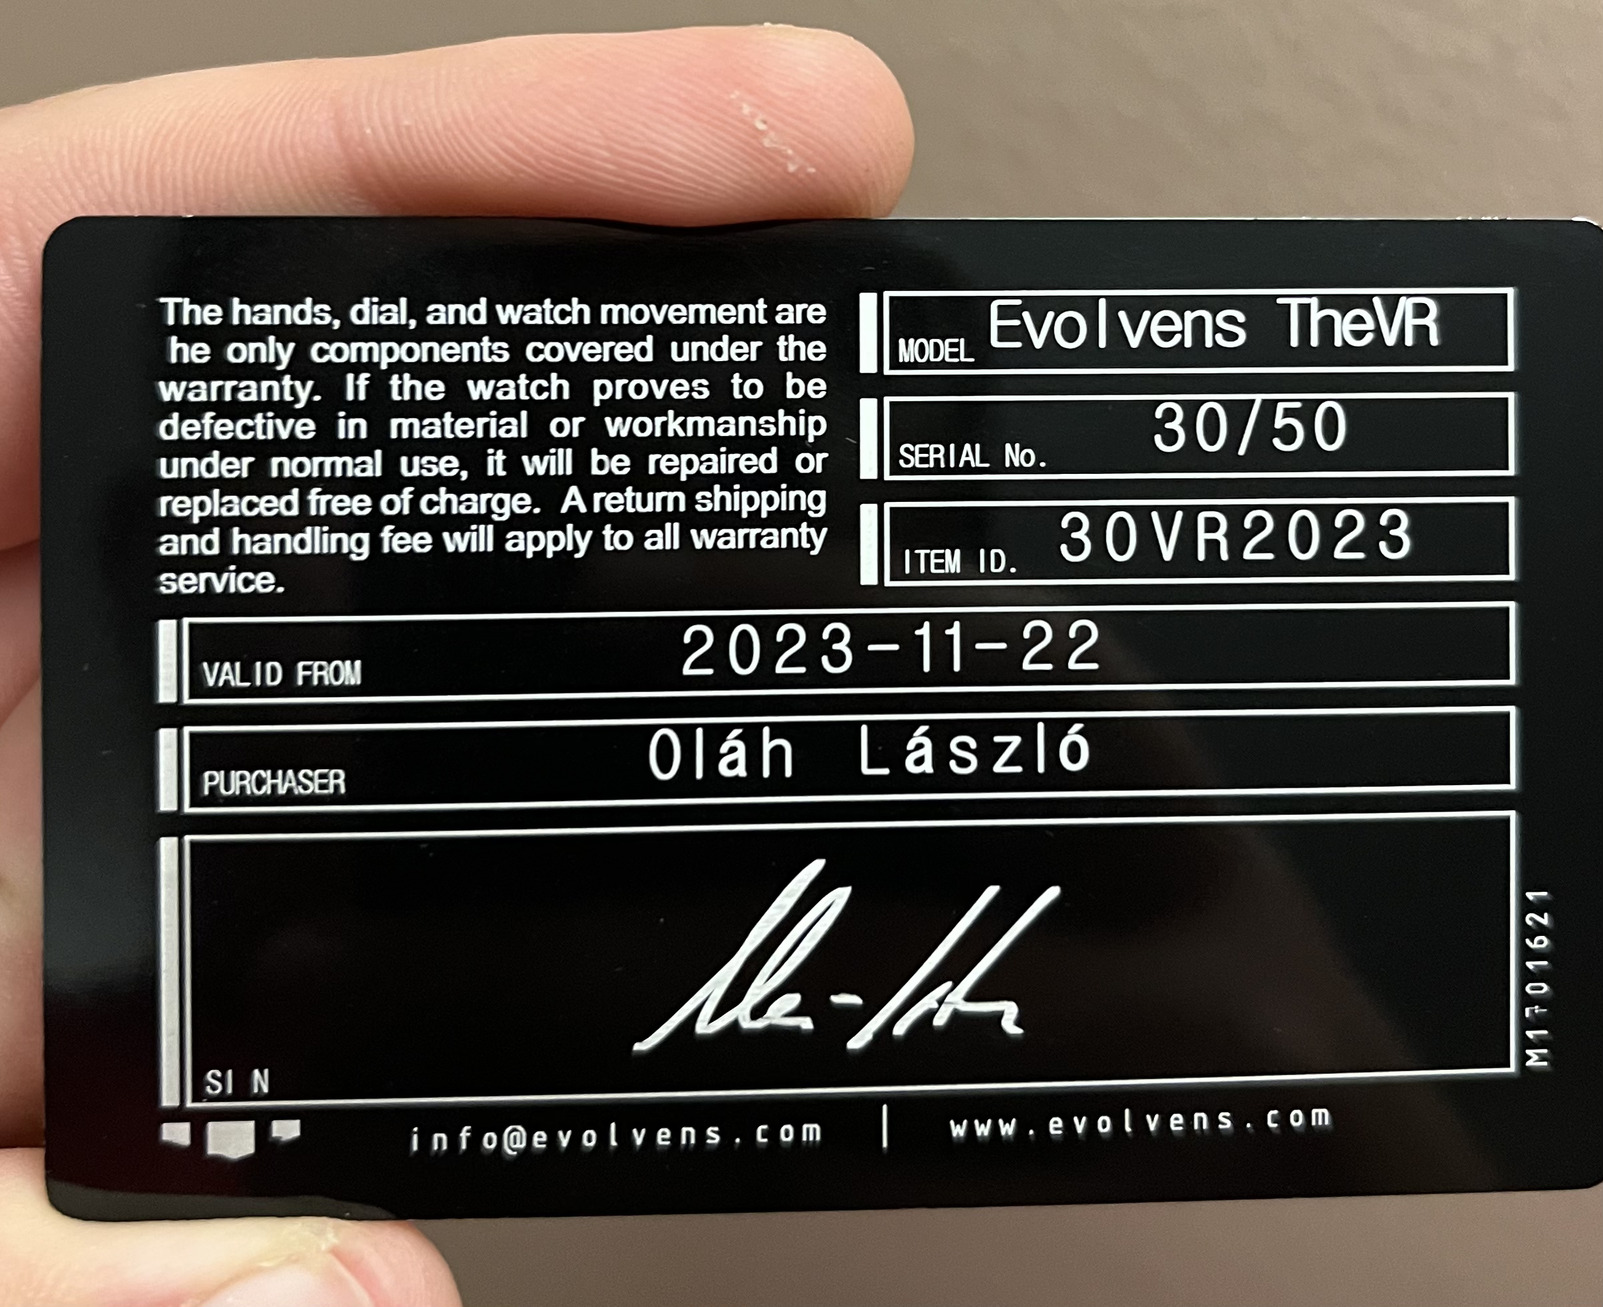 The hands, dial, and watch movement are
he only components covered under the
warranty. If the watch proves to be
defective in material or workmanship
under normal use, it will be repaired or
replaced free of charge. A return shipping
and handling fee will apply to all warranty
service.
MODEL Evolvens TheVR
SERIAL No. 30/50
ITEM ID. 30VR2023
VALID FROM 2023-11-22
PURCHASER Oláh László
SI N
M1701621
info@evolvens.com | www.evolvens.com